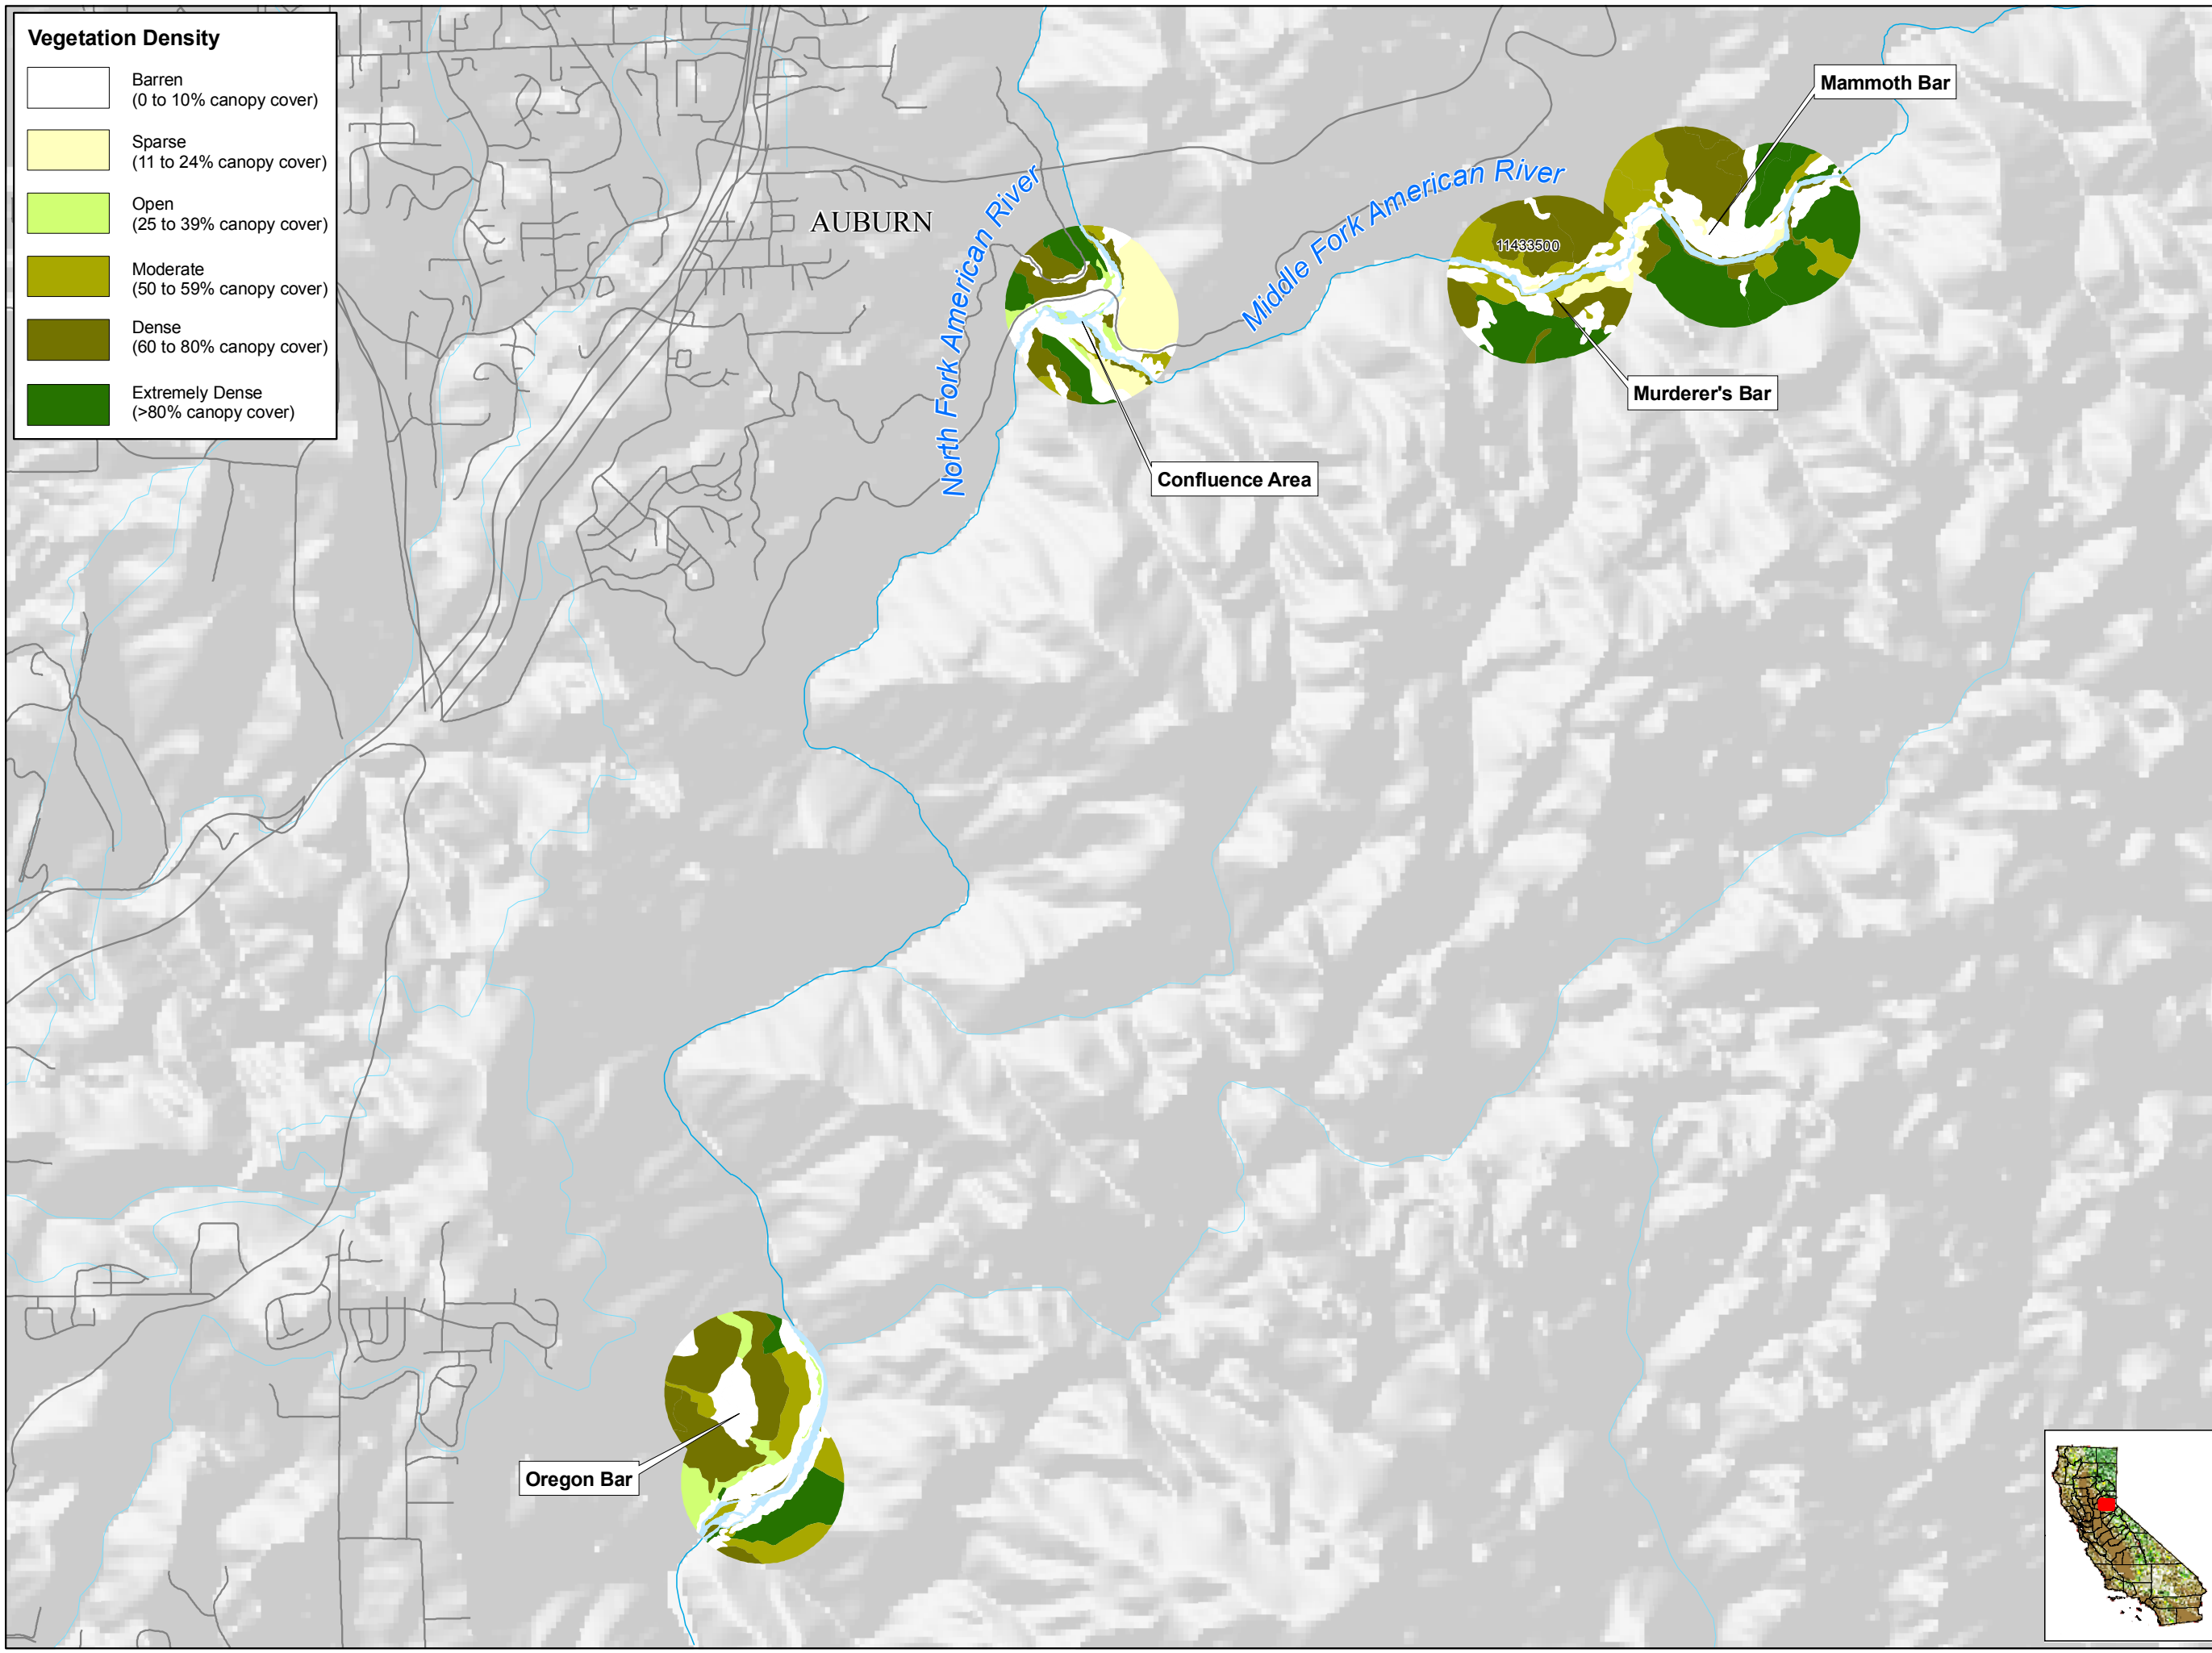 Vegetation Density
Barren
(0 to 10% canopy cover)
Sparse
(11 to 24% canopy cover)
Open
(25 to 39% canopy cover)
Moderate
(50 to 59% canopy cover)
Dense
(60 to 80% canopy cover)
Extremely Dense
(>80% canopy cover)
Mammoth Bar
AUBURN
North Fork American River
Middle Fork American River
11433500
Murderer's Bar
Confluence Area
Oregon Bar